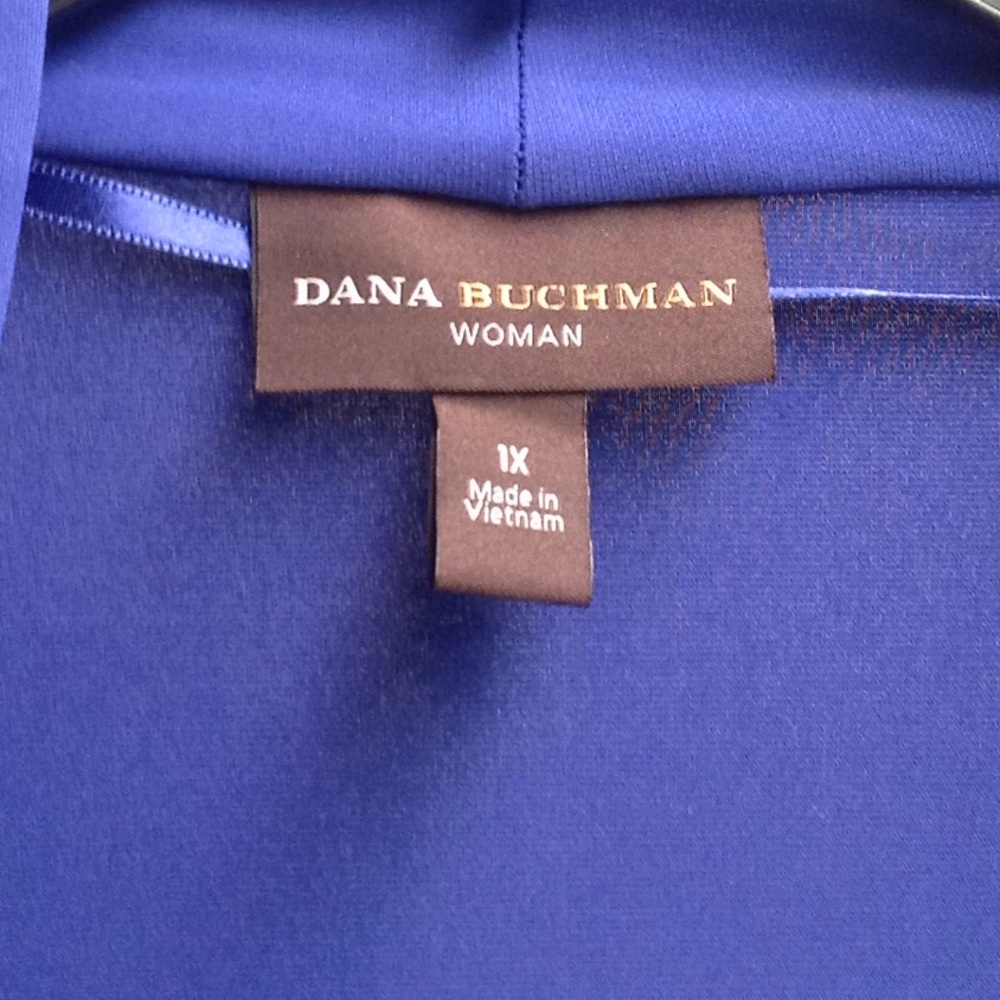 DANA BUCHMAN
WOMAN
1X
Made in
Vietnam